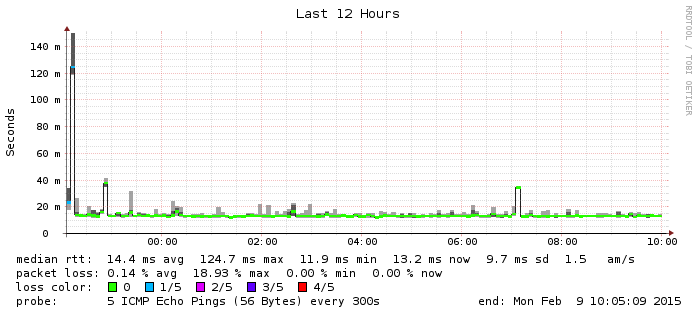 Last 12 Hours
RRDTOOL / TOBI OETIKER
Seconds
140 m
120 m
100 m
80 m
60 m
40 m
20 m
0
00:00 02:00 04:00 06:00 08:00 10:00
median rtt: 14.4 ms avg 124.7 ms max 11.9 ms min 13.2 ms now 9.7 ms sd 1.5 am/s
packet loss: 0.14 % avg 18.93 % max 0.00 % min 0.00 % now
loss color: 0 1/5 2/5 3/5 4/5
probe: 5 ICMP Echo Pings (56 Bytes) every 300s end: Mon Feb 9 10:05:09 2015